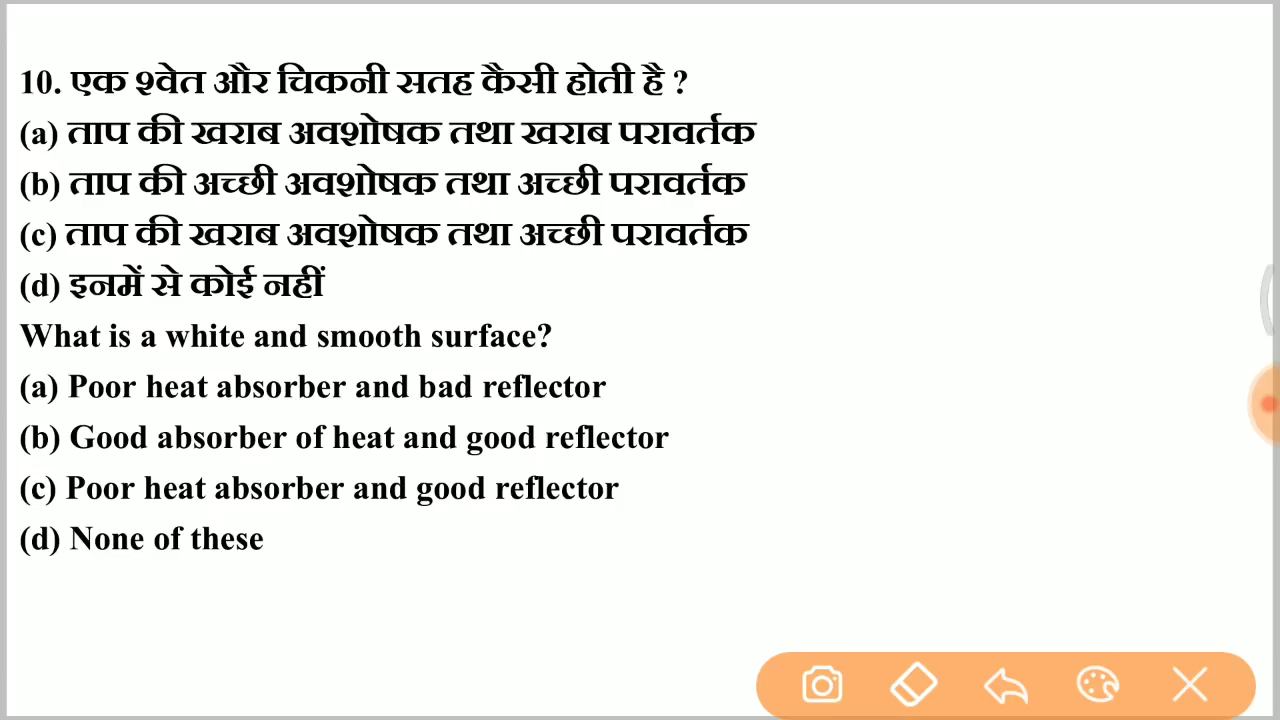 10. एक श्वेत और चिकनी सतह कैसी होती है ?
(a) ताप की खराब अवशोषक तथा खराब परावर्तक
(b) ताप की अच्छी अवशोषक तथा अच्छी परावर्तक
(c) ताप की खराब अवशोषक तथा अच्छी परावर्तक
(d) इनमें से कोई नहीं
What is a white and smooth surface?
(a) Poor heat absorber and bad reflector
(b) Good absorber of heat and good reflector
(c) Poor heat absorber and good reflector
(d) None of these